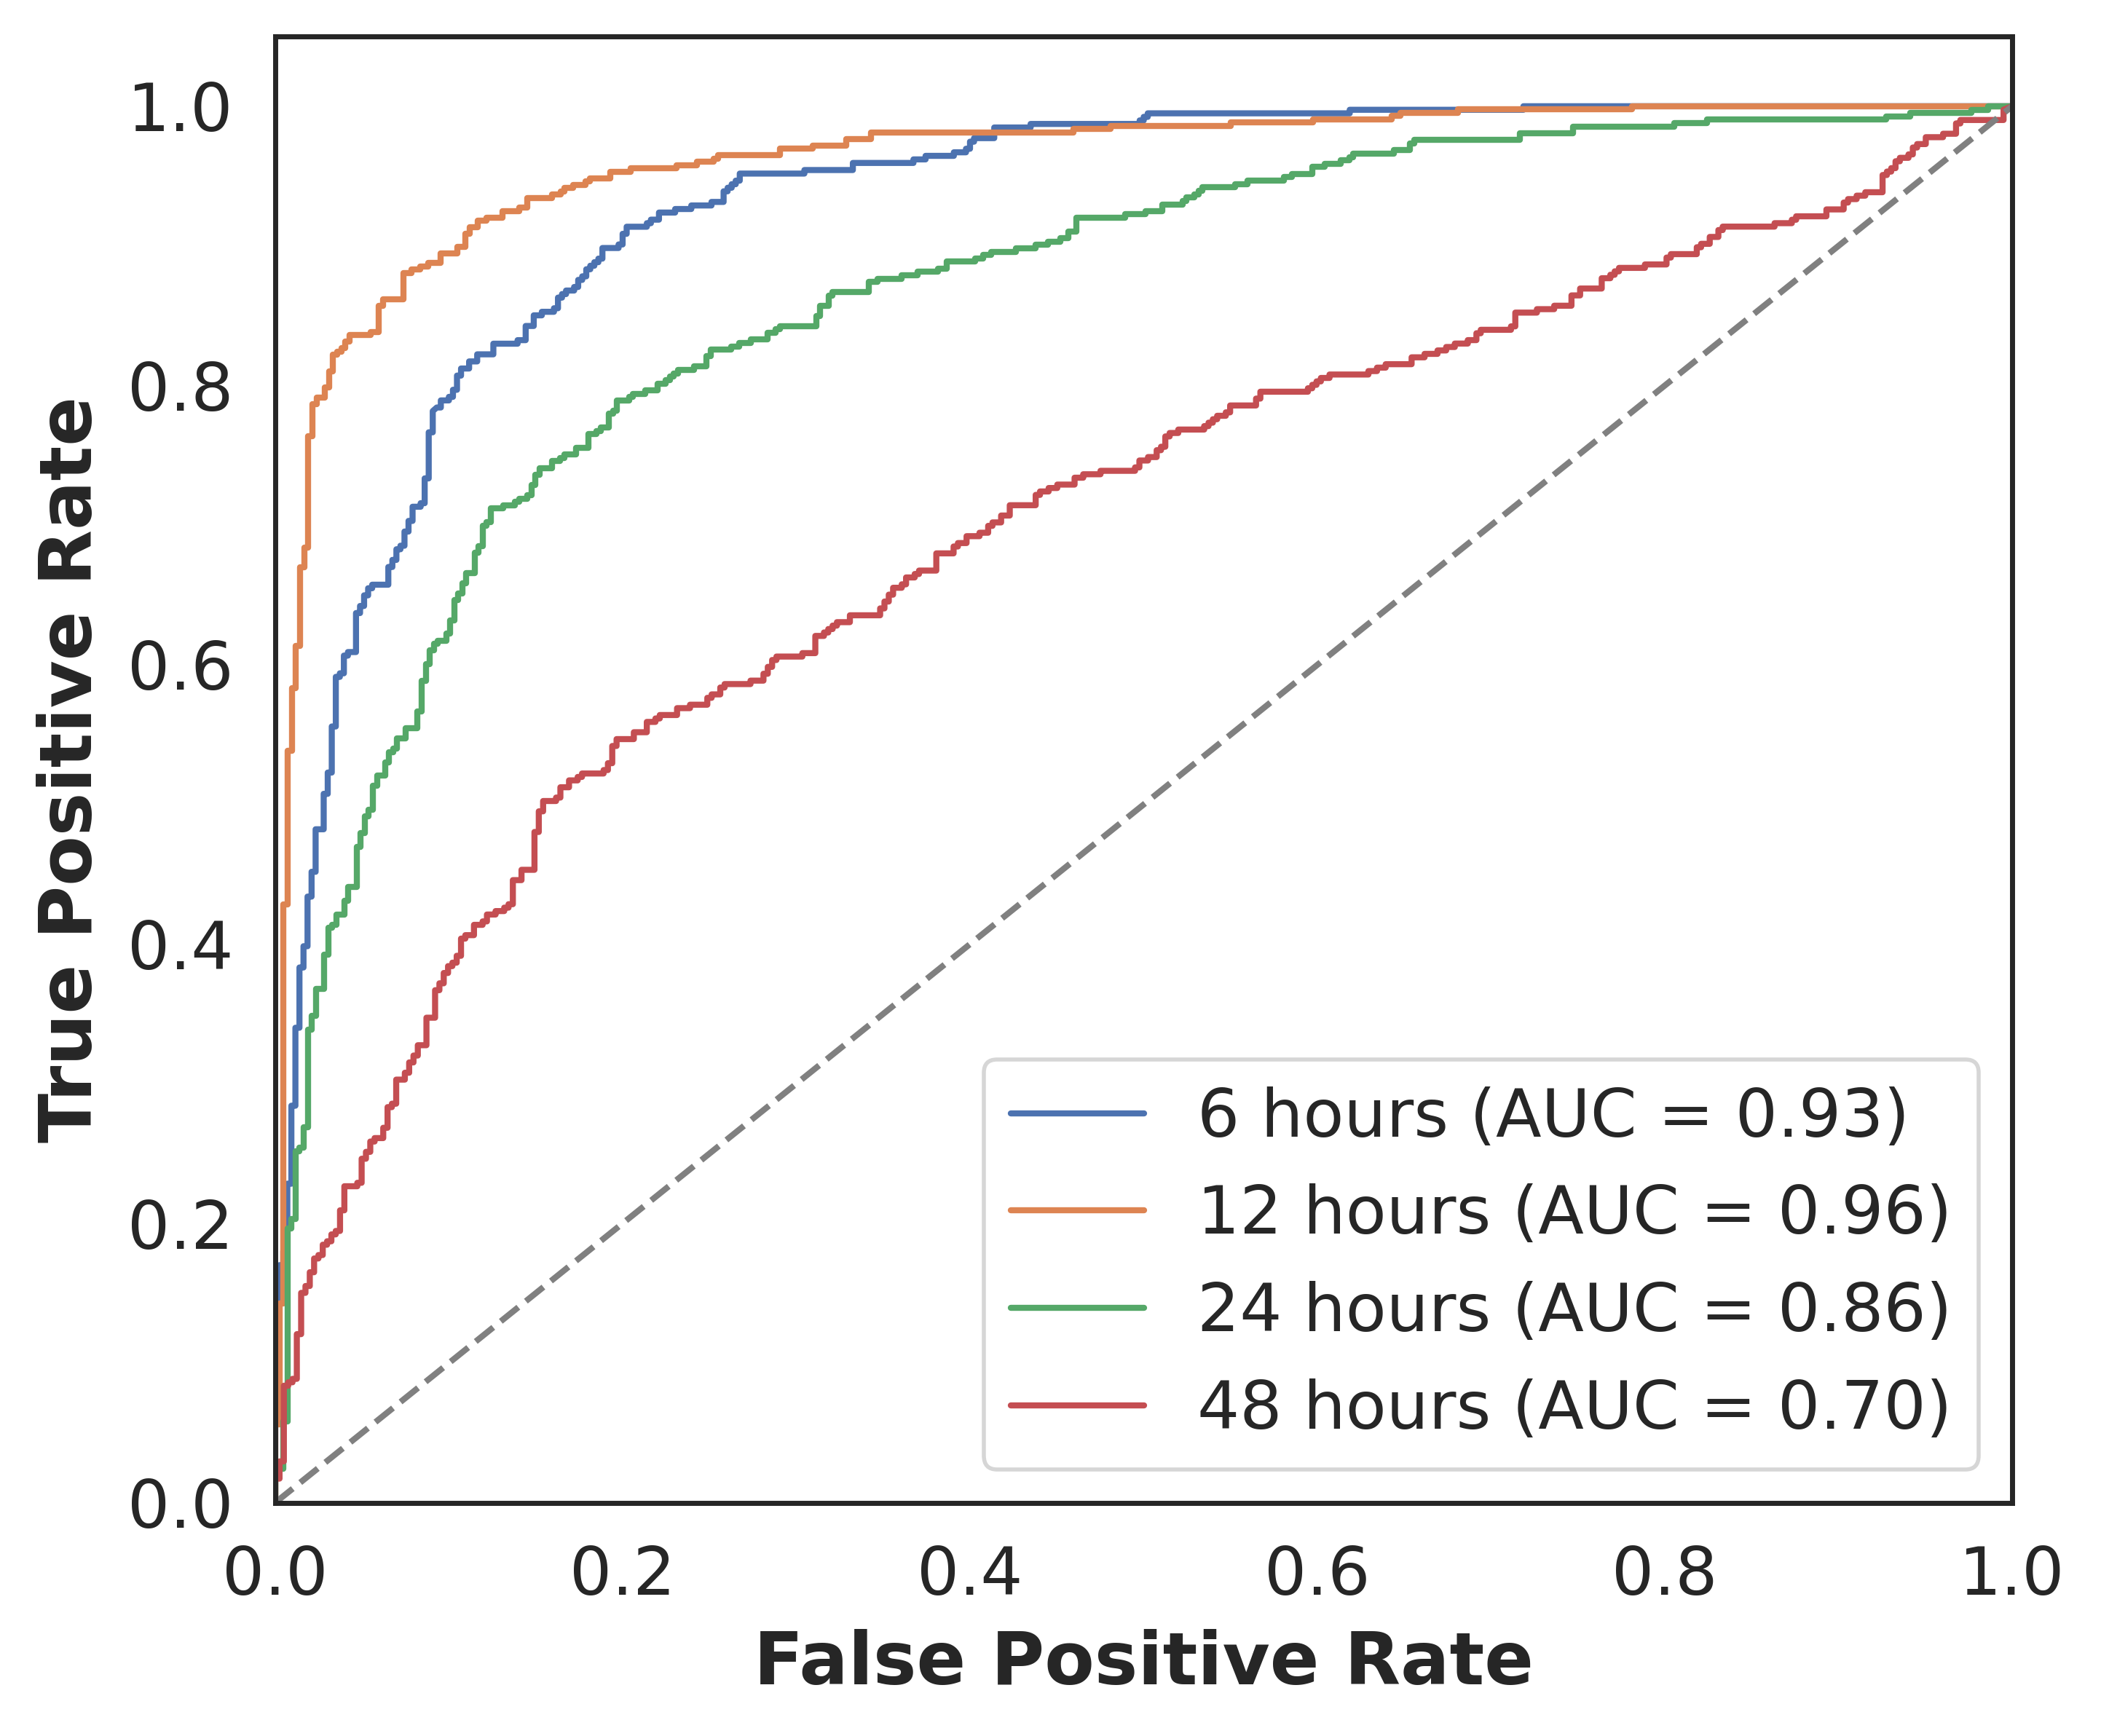 1.0
0.8
0.6
0.4
0.2
0.0
True Positive Rate
6 hours (AUC = 0.93)
12 hours (AUC = 0.96)
24 hours (AUC = 0.86)
48 hours (AUC = 0.70)
0.0 0.2 0.4 0.6 0.8 1.0
False Positive Rate